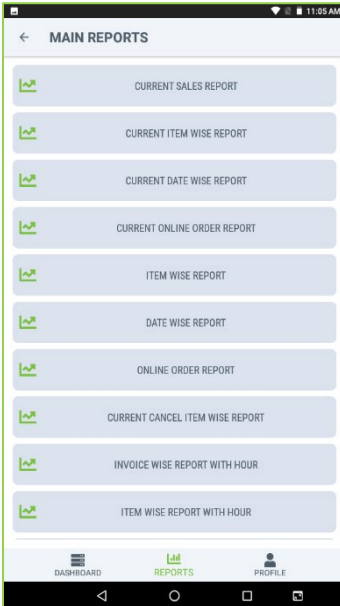 11:05 AM
MAIN REPORTS
CURRENT SALES REPORT
CURRENT ITEM WISE REPORT
CURRENT DATE WISE REPORT
CURRENT ONLINE ORDER REPORT
ITEM WISE REPORT
DATE WISE REPORT
ONLINE ORDER REPORT
CURRENT CANCEL ITEM WISE REPORT
INVOICE WISE REPORT WITH HOUR
ITEM WISE REPORT WITH HOUR
DASHBOARD REPORTS PROFILE